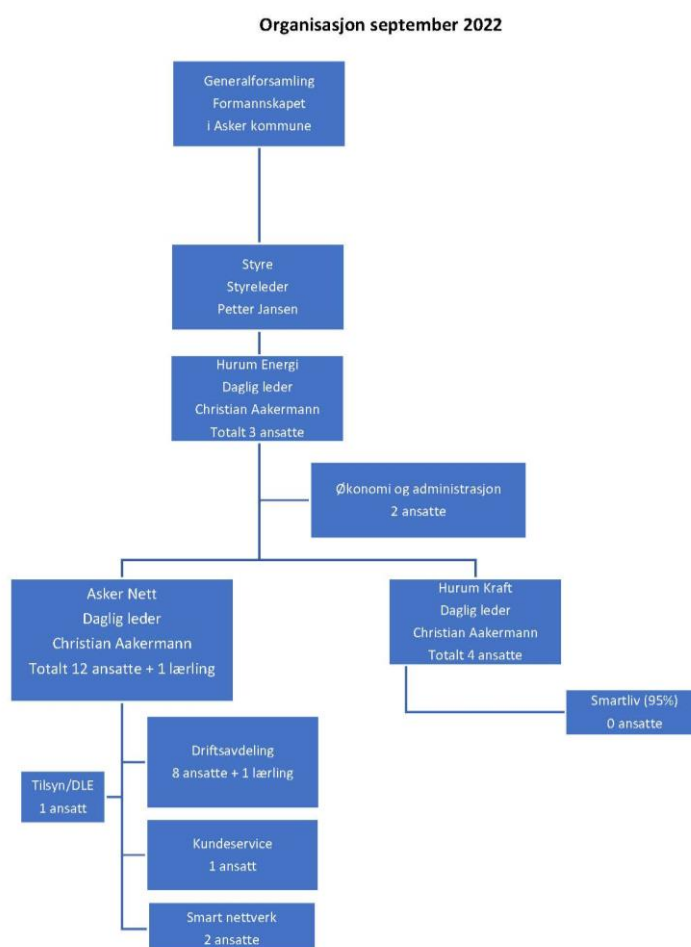 Organisasjon september 2022
Generalforsamling
Formannskapet
i Asker kommune
Styre
Styreleder
Petter Jansen
Hurum Energi
Daglig leder
Christian Aakermann
Totalt 3 ansatte
Økonomi og administrasjon
2 ansatte
Asker Nett
Daglig leder
Christian Aakermann
Totalt 12 ansatte + 1 lærling
Hurum Kraft
Daglig leder
Christian Aakermann
Totalt 4 ansatte
Smartliv (95%)
0 ansatte
Driftsavdeling
8 ansatte + 1 lærling
Tilsyn/DLE
1 ansatt
Kundeservice
1 ansatt
Smart nettverk
2 ansatte